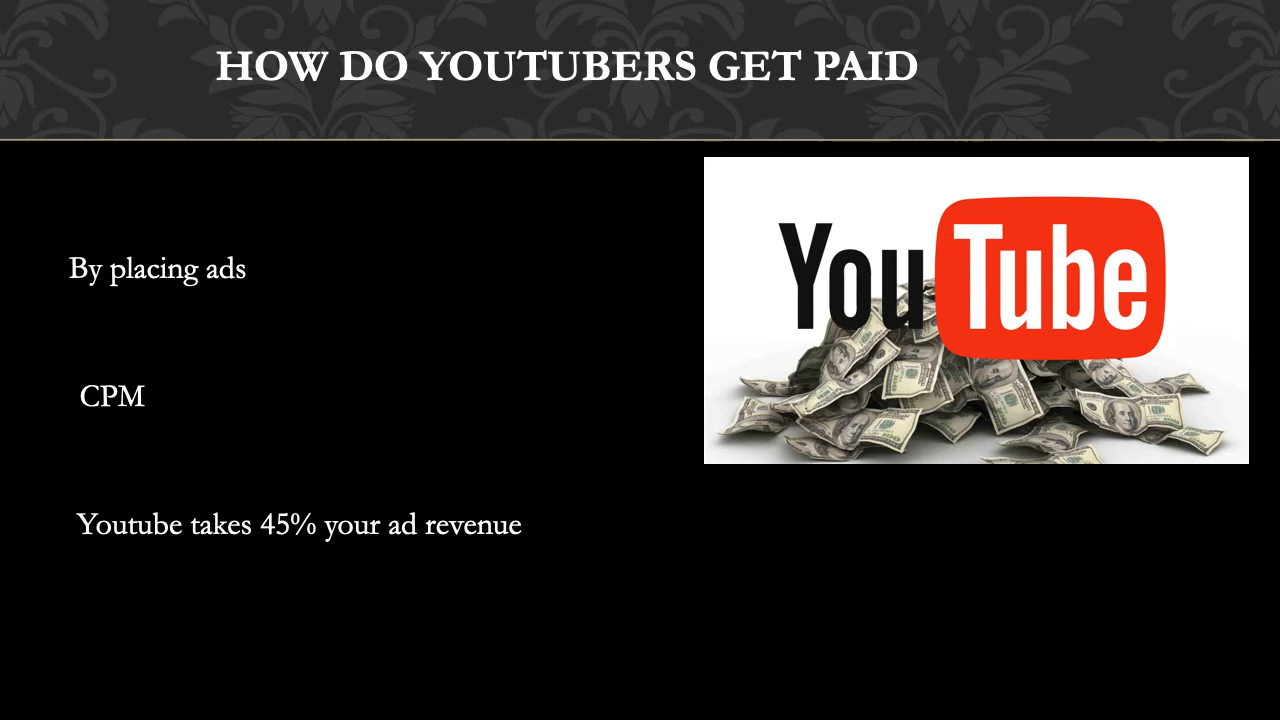 HOW DO YOUTUBERS GET PAID
By placing ads
YouTube
CPM
Youtube takes 45% your ad revenue